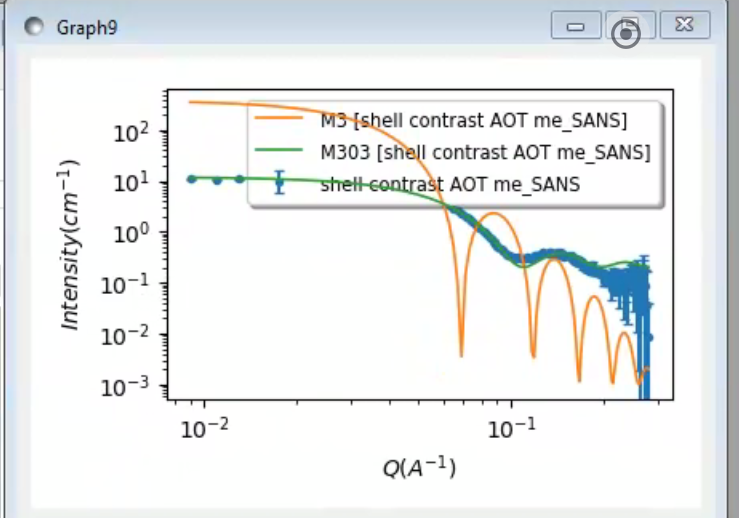 Graph9
M3 [shell contrast AOT me_SANS]
M303 [shell contrast AOT me_SANS]
shell contrast AOT me_SANS
Intensity(cm⁻¹)
10²
10¹
10⁰
10⁻¹
10⁻²
10⁻³
10⁻² 10⁻¹
Q(A⁻¹)